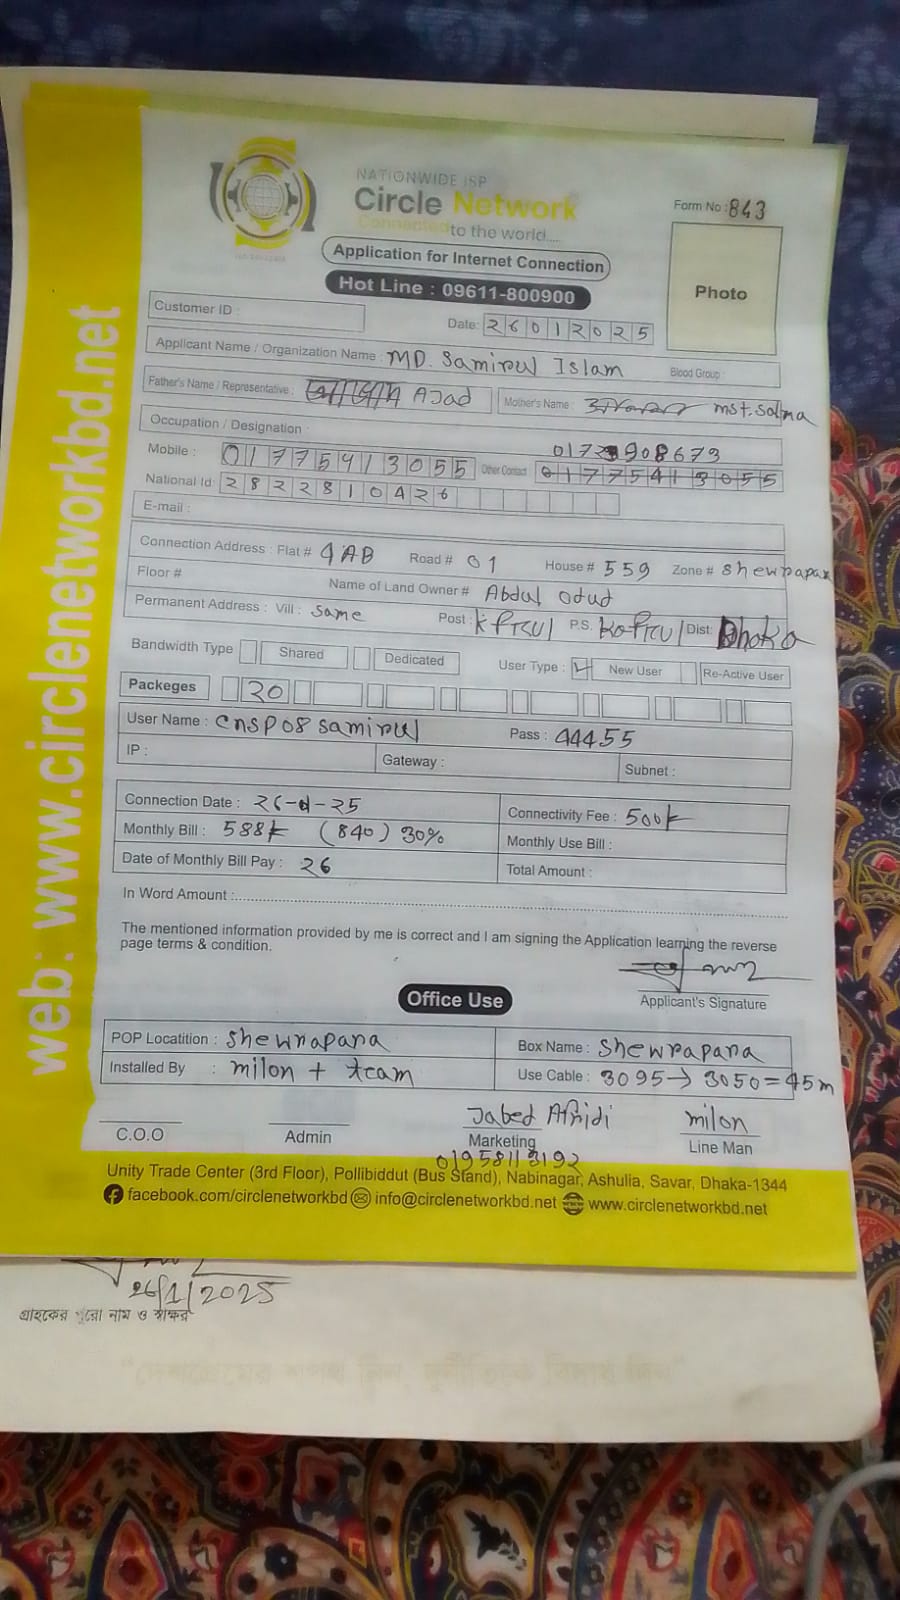 web: www.circlenetworkbd.net
NATIONWIDE ISP
Circle Network
Connected to the world....
Form No : 843
Application for Internet Connection
Hot Line : 09611-800900
Photo
Customer ID :
Date: 26012025
Applicant Name / Organization Name : MD. Samirul Islam
Blood Group :
Father's Name / Representative : Ajad
Mother's Name : mst. Salma
Occupation / Designation :
Mobile : 01775413055
Other Contact 01775413055
National Id: 2822810426
E-mail :
Connection Address : Flat # 4AB Road # 01 House # 559 Zone # Shewrapara
Floor # Name of Land Owner # Abdul Odud
Permanent Address : Vill : Same Post : P.S. Dist: Dhaka
Bandwidth Type Shared Dedicated User Type : New User Re-Active User
Packeges 20
User Name : cnsp08samirul Pass : 44455
IP : Gateway : Subnet :
Connection Date : Connectivity Fee : 500
Monthly Bill : 588 (840) 30% Monthly Use Bill :
Date of Monthly Bill Pay : 26 Total Amount :
In Word Amount :
The mentioned information provided by me is correct and I am signing the Application learning the reverse
page terms & condition.
Applicant's Signature
Office Use
POP Locatition : Shewrapara Box Name : Shewrapara
Installed By : milon + team Use Cable : 3095→3050=45m
Jabed Afridi milon
C.O.O Admin Marketing Line Man
Unity Trade Center (3rd Floor), Pollibiddut (Bus Stand), Nabinagar, Ashulia, Savar, Dhaka-1344
facebook.com/circlenetworkbd info@circlenetworkbd.net www.circlenetworkbd.net
26/1/2025
গ্রাহকের পুরো নাম ও স্বাক্ষর